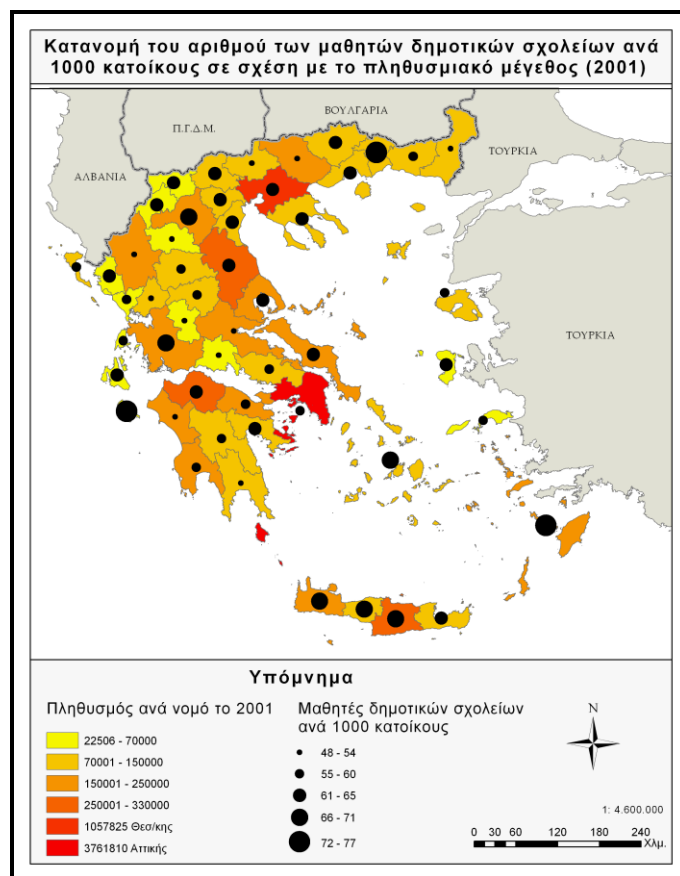 Κατανομή του αριθμού των μαθητών δημοτικών σχολείων ανά
1000 κατοίκους σε σχέση με το πληθυσμιακό μέγεθος (2001)
ΒΟΥΛΓΑΡΙΑ
Π.Γ.Δ.Μ.
ΤΟΥΡΚΙΑ
ΑΛΒΑΝΙΑ
ΤΟΥΡΚΙΑ
Υπόμνημα
Πληθυσμός ανά νομό το 2001
22506 - 70000
70001 - 150000
150001 - 250000
250001 - 330000
1057825 Θεσ/κης
3761810 Αττικής
Μαθητές δημοτικών σχολείων
ανά 1000 κατοίκους
48 - 54
55 - 60
61 - 65
66 - 71
72 - 77
N
1: 4.600.000
0 30 60 120 180 240
Χλμ.